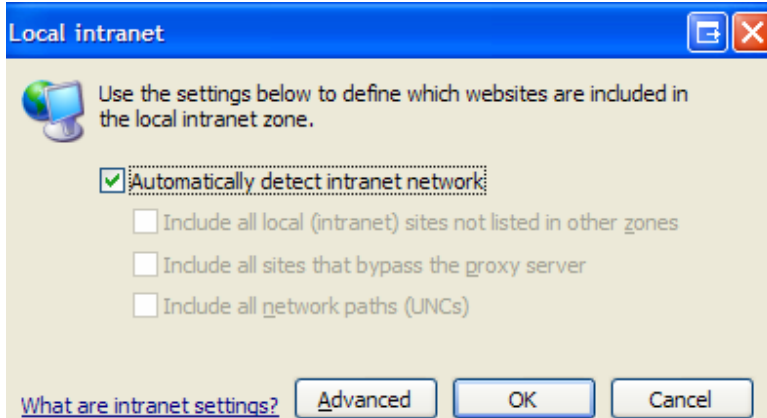 Local intranet
Use the settings below to define which websites are included in
the local intranet zone.
Automatically detect intranet network
Include all local (intranet) sites not listed in other zones
Include all sites that bypass the proxy server
Include all network paths (UNCs)
What are intranet settings? Advanced OK Cancel